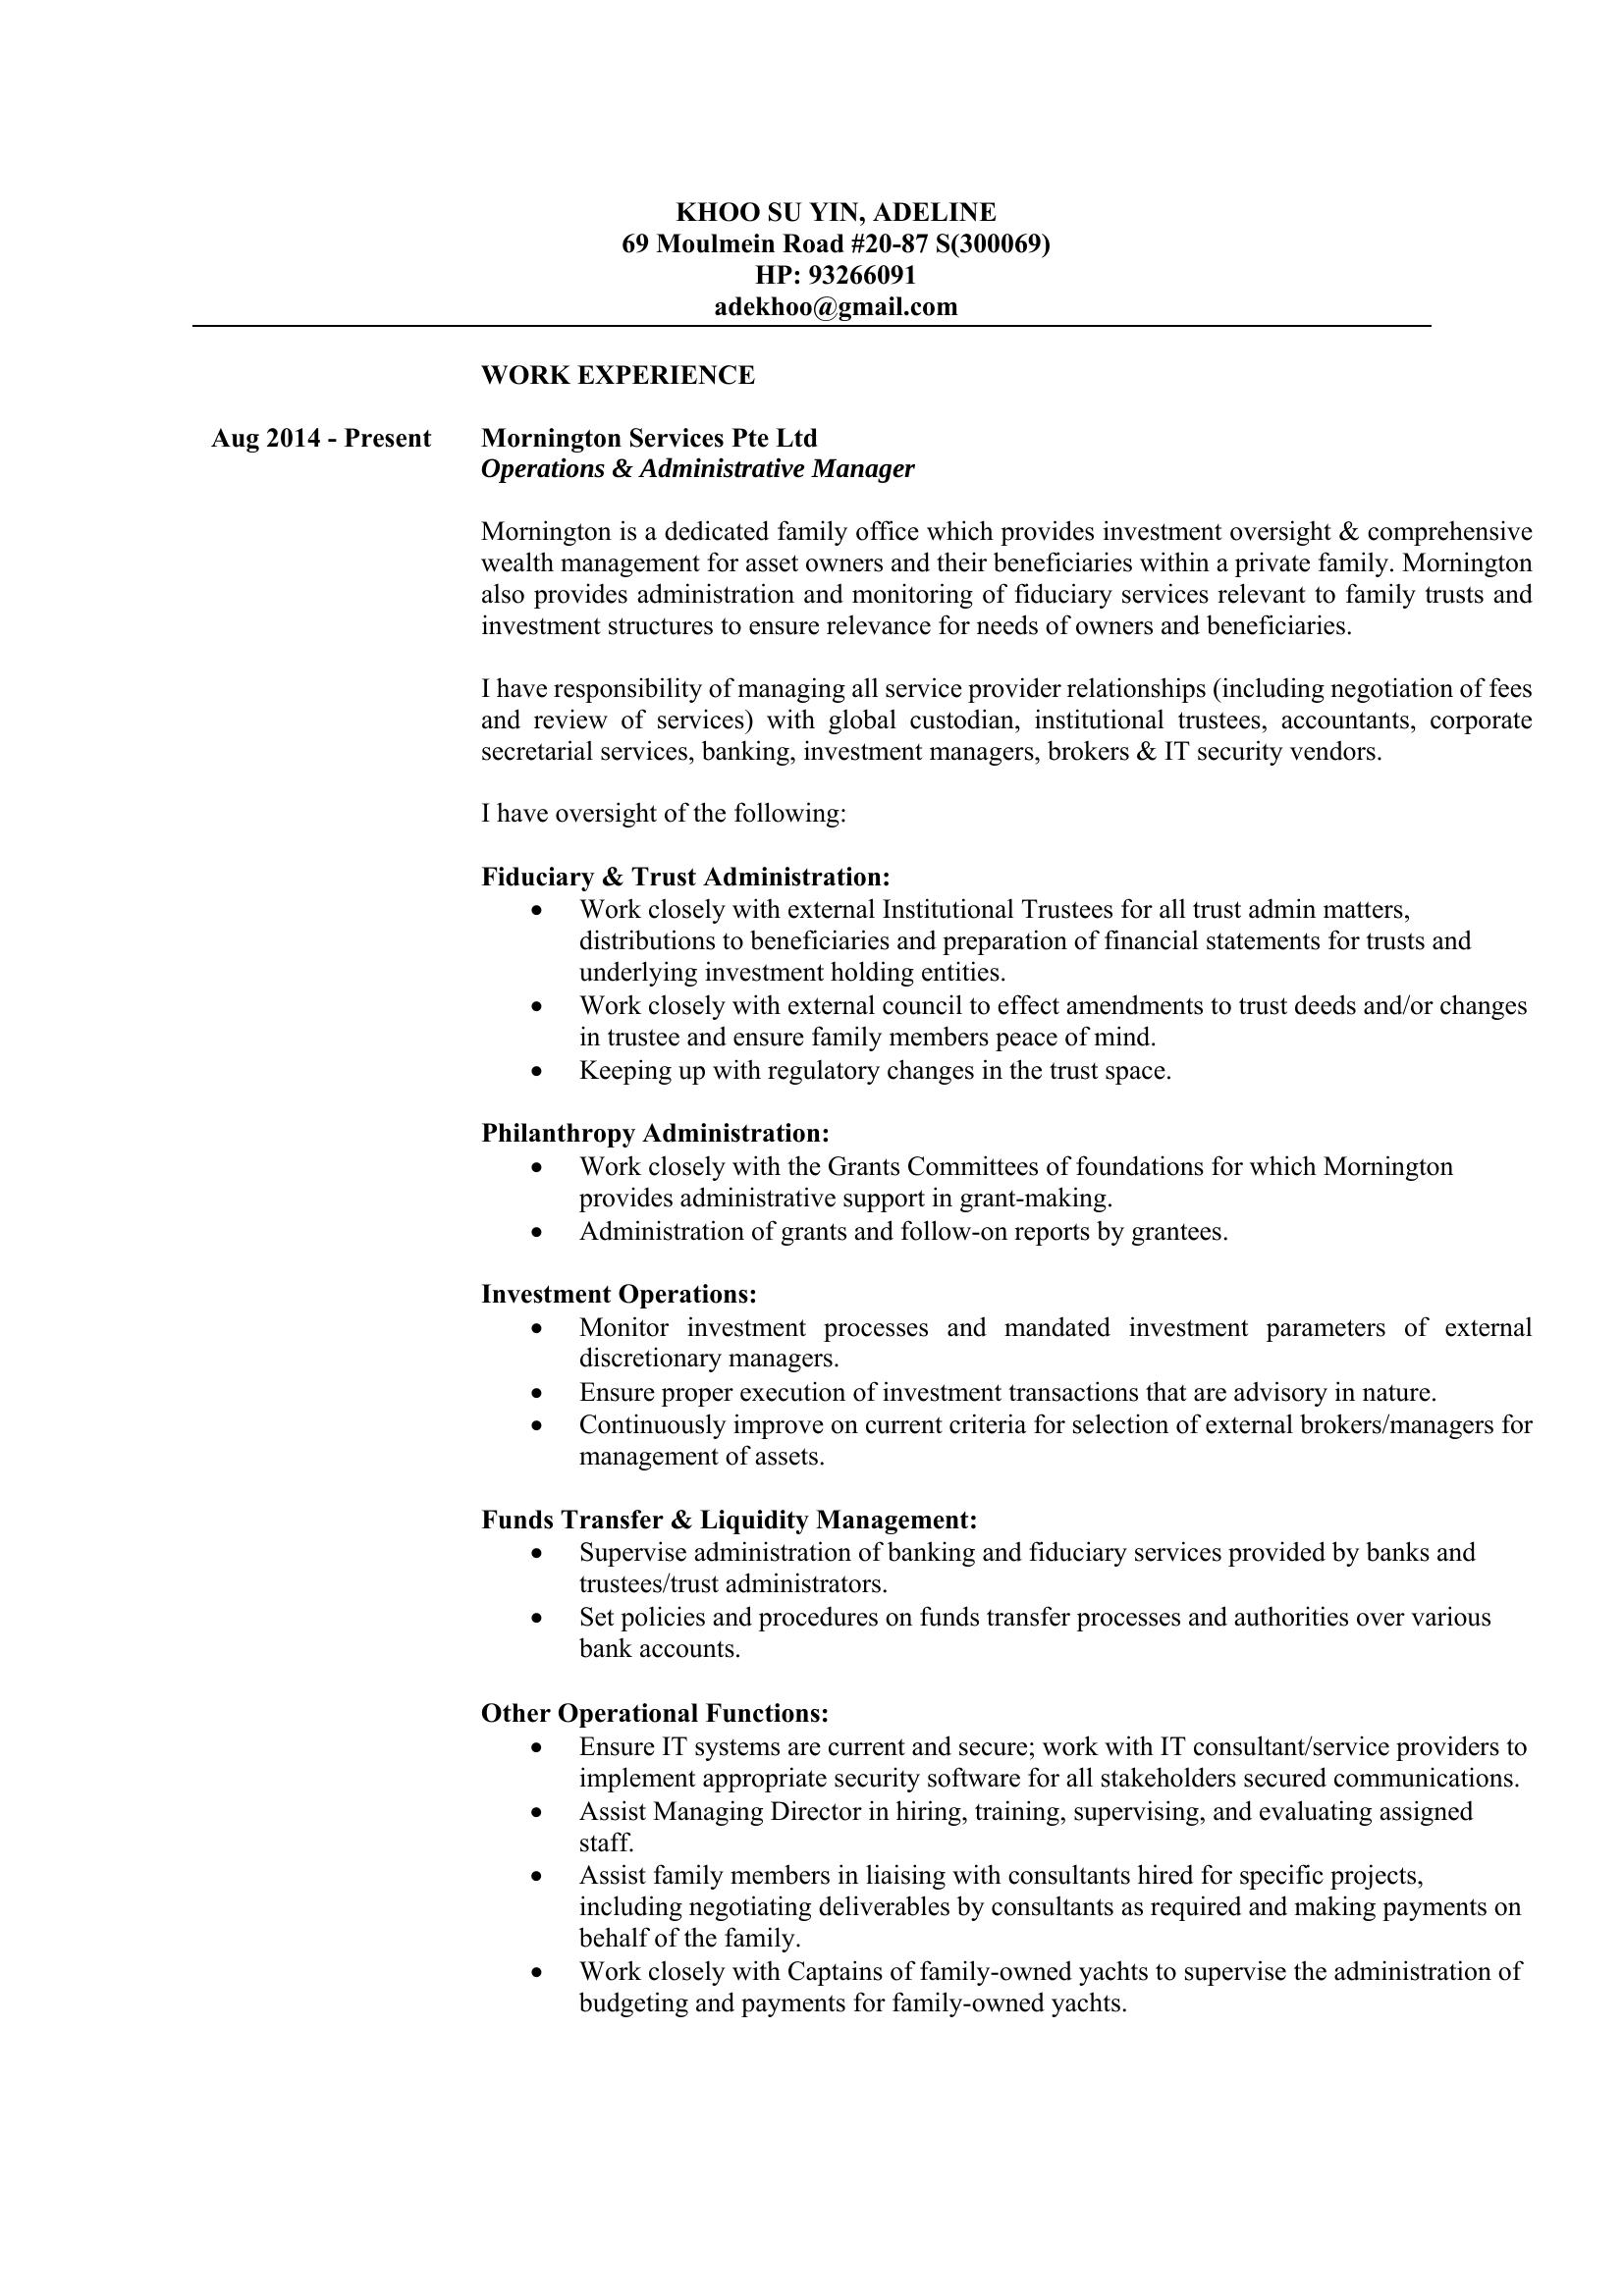 KHOO SU YIN, ADELINE
69 Moulmein Road #20-87 S(300069)
HP: 93266091
adekhoo@gmail.com
WORK EXPERIENCE
Aug 2014 - Present Mornington Services Pte Ltd
Operations & Administrative Manager
Mornington is a dedicated family office which provides investment oversight & comprehensive
wealth management for asset owners and their beneficiaries within a private family. Mornington
also provides administration and monitoring of fiduciary services relevant to family trusts and
investment structures to ensure relevance for needs of owners and beneficiaries.
I have responsibility of managing all service provider relationships (including negotiation of fees
and review of services) with global custodian, institutional trustees, accountants, corporate
secretarial services, banking, investment managers, brokers & IT security vendors.
I have oversight of the following:
Fiduciary & Trust Administration:
• Work closely with external Institutional Trustees for all trust admin matters,
distributions to beneficiaries and preparation of financial statements for trusts and
underlying investment holding entities.
• Work closely with external council to effect amendments to trust deeds and/or changes
in trustee and ensure family members peace of mind.
• Keeping up with regulatory changes in the trust space.
Philanthropy Administration:
• Work closely with the Grants Committees of foundations for which Mornington
provides administrative support in grant-making.
• Administration of grants and follow-on reports by grantees.
Investment Operations:
• Monitor investment processes and mandated investment parameters of external
discretionary managers.
• Ensure proper execution of investment transactions that are advisory in nature.
• Continuously improve on current criteria for selection of external brokers/managers for
management of assets.
Funds Transfer & Liquidity Management:
• Supervise administration of banking and fiduciary services provided by banks and
trustees/trust administrators.
• Set policies and procedures on funds transfer processes and authorities over various
bank accounts.
Other Operational Functions:
• Ensure IT systems are current and secure; work with IT consultant/service providers to
implement appropriate security software for all stakeholders secured communications.
• Assist Managing Director in hiring, training, supervising, and evaluating assigned
staff.
• Assist family members in liaising with consultants hired for specific projects,
including negotiating deliverables by consultants as required and making payments on
behalf of the family.
• Work closely with Captains of family-owned yachts to supervise the administration of
budgeting and payments for family-owned yachts.